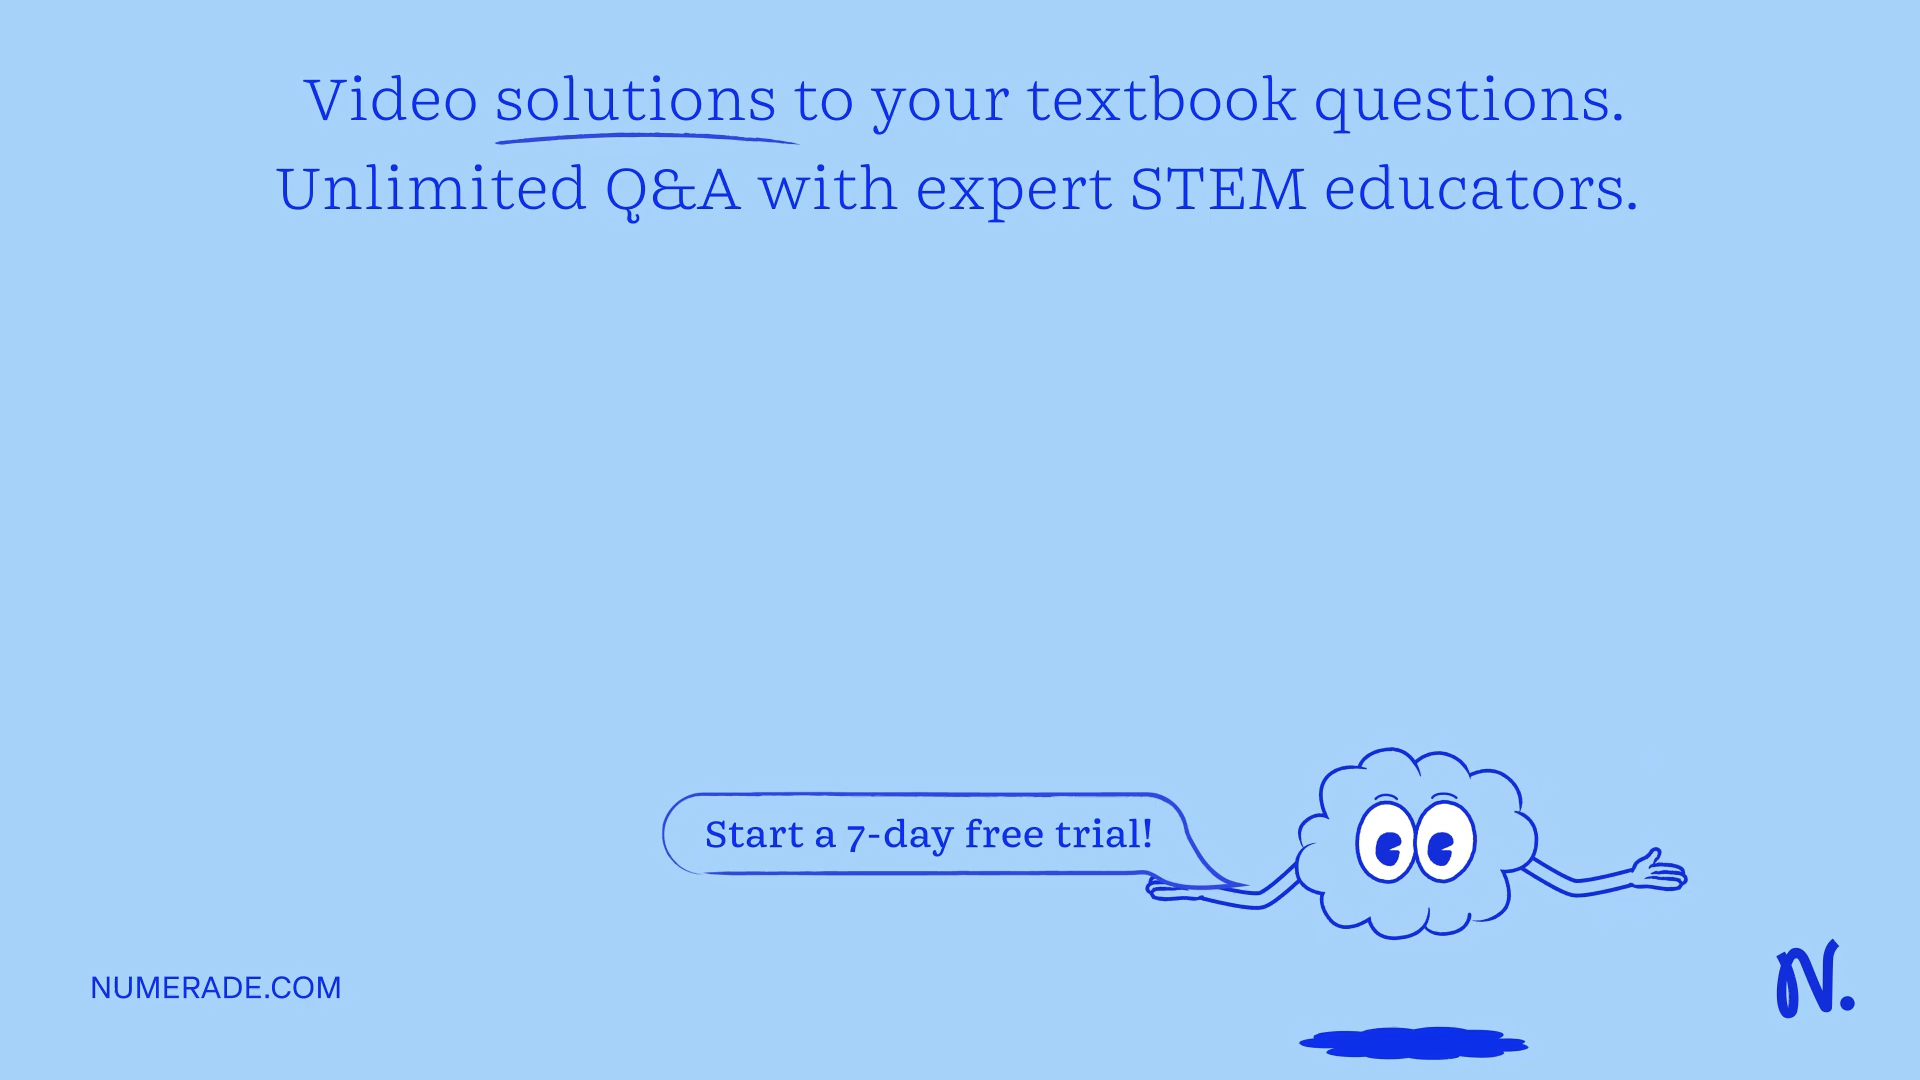 Video solutions to your textbook questions.
Unlimited Q&A with expert STEM educators.
Start a 7-day free trial!
NUMERADE.COM
N.